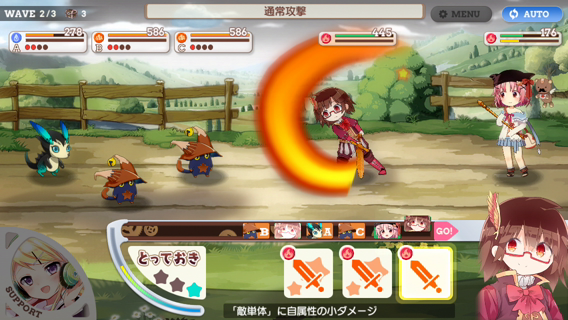 WAVE 2/3 3
通常攻撃
MENU
AUTO
278
A
586
B
586
C
445
176
B
A
C
GO!
とっておき
SUPPORT
「敵単体」に自属性の小ダメージ